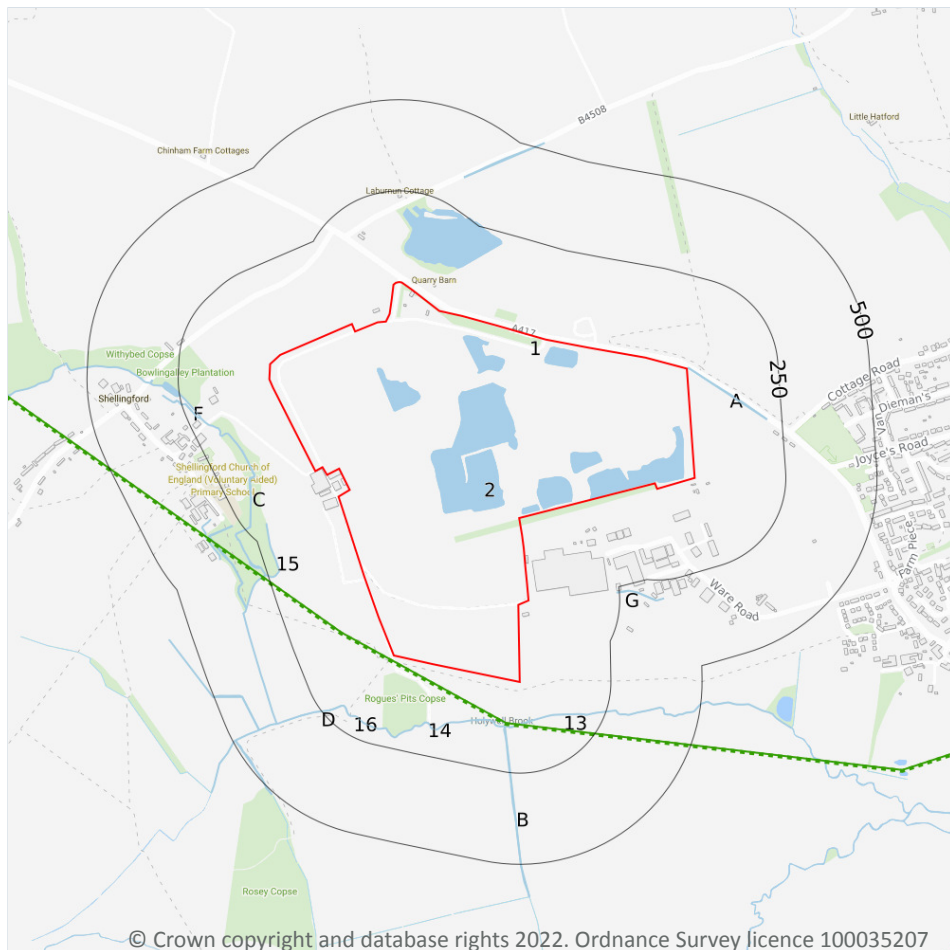 B4508
Little Hatford
Chinham Farm Cottages
Laburnun Cottage
Quarry Barn
500
A417
1
Withybed Copse
Bowlingalley Plantation
250
Cottage Road
Shellingford
A
Van Dieman's
F
Joyce's Road
Shellingford Church of
England (Voluntary Aided)
Primary School
2
C
Farm Piece
15
G
Ware Road
Rogues' Pits Copse
D
16
14
Holywell Brook
13
B
Rosey Copse
© Crown copyright and database rights 2022. Ordnance Survey licence 100035207